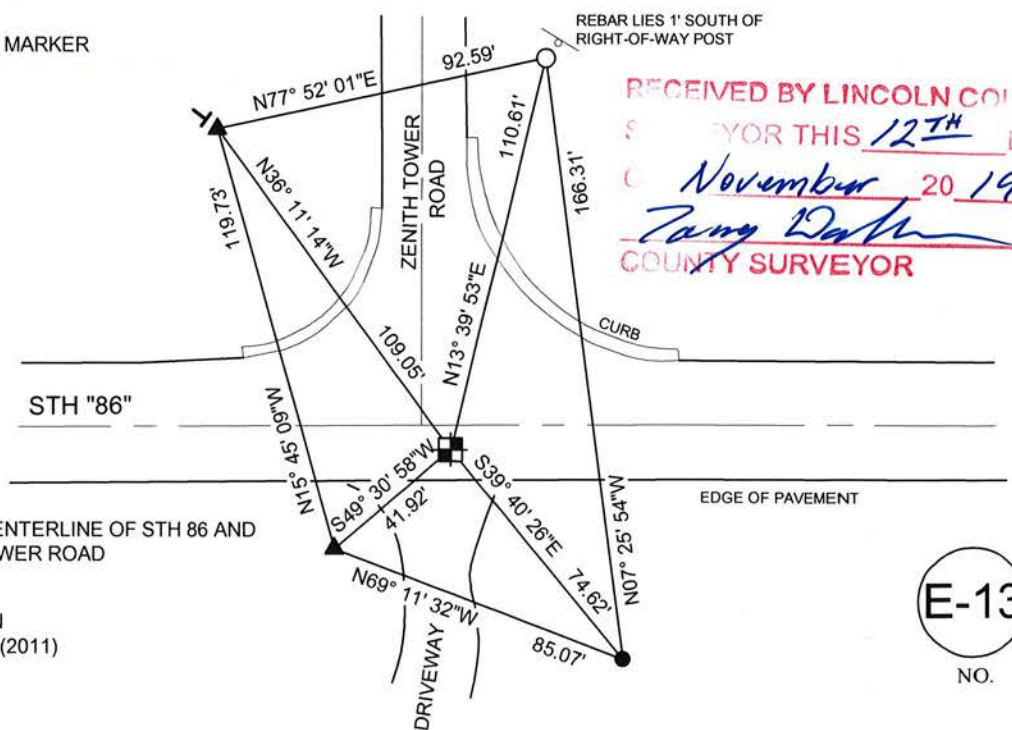 MARKER
REBAR LIES 1' SOUTH OF
RIGHT-OF-WAY POST
N77° 52' 01"E
92.59'
RECEIVED BY LINCOLN
YOR THIS 12TH
November 20 19
COUNTY SURVEYOR
119.73'
N36° 11' 14"W
109.05'
ZENITH TOWER
ROAD
110.61'
N13° 39' 53"E
166.31'
CURB
STH "86"
N15° 45' 09"W
S49° 30' 58"W
41.92'
S39° 40' 26"E
74.62'
N07° 25' 54"W
EDGE OF PAVEMENT
ENTERLINE OF STH 86 AND
WER ROAD
N69° 11' 32"W
85.07'
DRIVEWAY
(2011)
E-13
NO.